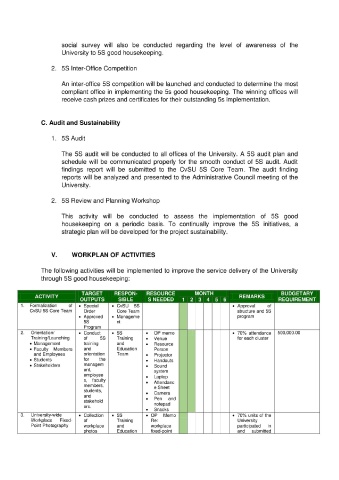 social survey will also be conducted regarding the level of awareness of the
University to 5S good housekeeping.
2. 5S Inter-Office Competition
An inter-office 5S competition will be launched and conducted to determine the most
compliant office in implementing the 5s good housekeeping. The winning offices will
receive cash prizes and certificates for their outstanding 5s implementation.
C. Audit and Sustainability
1. 5S Audit
The 5S audit will be conducted to all offices of the University. A 5S audit plan and
schedule will be communicated properly for the smooth conduct of 5S audit. Audit
findings report will be submitted to the CvSU 5S Core Team. The audit finding
reports will be analyzed and presented to the Administrative Council meeting of the
University.
2. 5S Review and Planning Workshop
This activity will be conducted to assess the implementation of 5S good
housekeeping on a periodic basis. To continually improve the 5S initiatives, a
strategic plan will be developed for the project sustainability.
V. WORKPLAN OF ACTIVITIES
The following activities will be implemented to improve the service delivery of the University
through 5S good housekeeping:
ACTIVITY
TARGET
OUTPUTS
RESPON-
SIBLE
RESOURCE
S NEEDED
MONTH
1 2 3 4 5 6
REMARKS
BUDGETARY
REQUIREMENT
1. Formulation of
CvSU 5S Core Team
• Special
Order
• Approved
5S
Program
• CvSU 5S
Core Team
• Manageme
nt
• Approval of
structure and 5S
program
2. Orientation/
Training/Launching
• Management
• Faculty Members
and Employees
• Students
• Stakeholders
• Conduct
of 5S
training
and
orientation
for the
managem
ent,
employee
s, faculty
members,
students,
and
stakehold
ers.
• 5S
Training
and
Education
Team
• OP memo
• Venue
• Resource
Person
• Projector
• Handouts
• Sound
system
• Laptop
• Attendanc
e Sheet
• Camera
• Pen and
notepad
• Snacks
• 70% attendance
for each cluster
3. University-wide
Workplace Fixed-
Point Photography
• Collection
of
workplace
photos
• 5S
Training
and
Education
• OP Memo
Re:
workplace
fixed-point
• 70% units of the
University
participated
and submitted